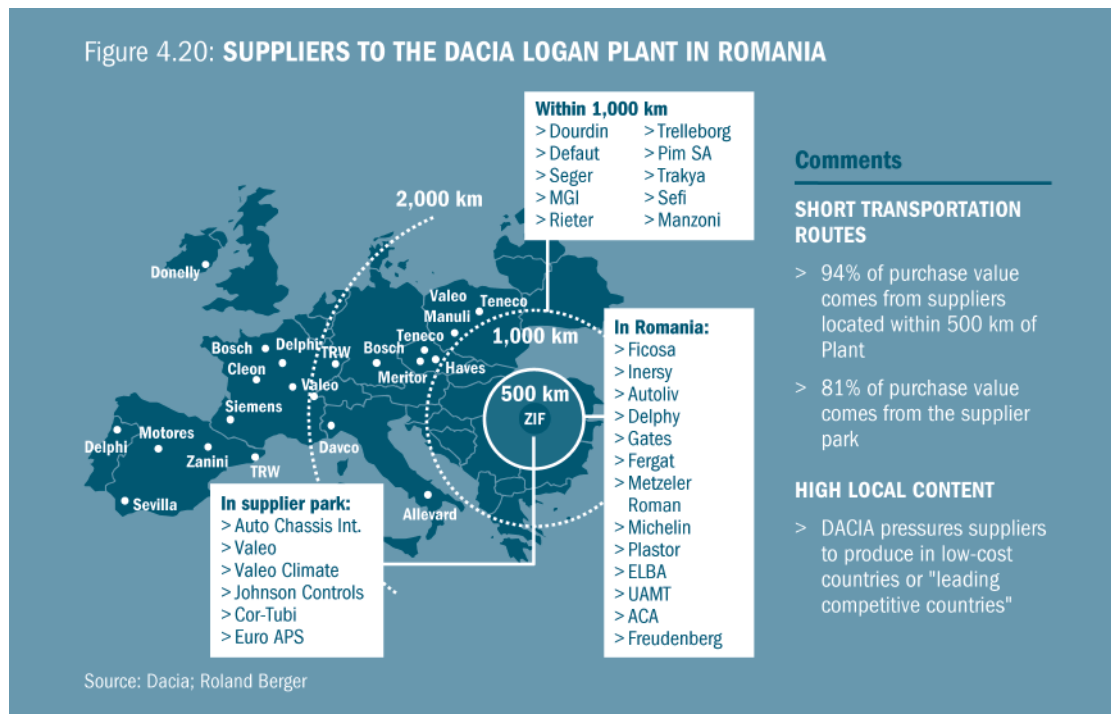 Figure 4.20: SUPPLIERS TO THE DACIA LOGAN PLANT IN ROMANIA
Within 1,000 km
> Dourdin
> Defaut
> Seger
> MGI
> Rieter
> Trelleborg
> Pim SA
> Trakya
> Sefi
> Manzoni
2,000 km
Donelly
Valeo
Manuli
Teneco
Teneco
1,000 km
Bosch
Delphi
TRW
Bosch
Cleon
Meritor
Haves
Valeo
Siemens
500 km
ZIF
Delphi
Motores
Zanini
TRW
Davco
Sevilla
Allevard
In supplier park:
> Auto Chassis Int.
> Valeo
> Valeo Climate
> Johnson Controls
> Cor-Tubi
> Euro APS
In Romania:
> Ficosa
> Inersy
> Autoliv
> Delphy
> Gates
> Fergat
> Metzeler
Roman
> Michelin
> Plastor
> ELBA
> UAMT
> ACA
> Freudenberg
Comments
SHORT TRANSPORTATION
ROUTES
> 94% of purchase value
comes from suppliers
located within 500 km of
Plant
> 81% of purchase value
comes from the supplier
park
HIGH LOCAL CONTENT
> DACIA pressures suppliers
to produce in low-cost
countries or "leading
competitive countries"
Source: Dacia; Roland Berger